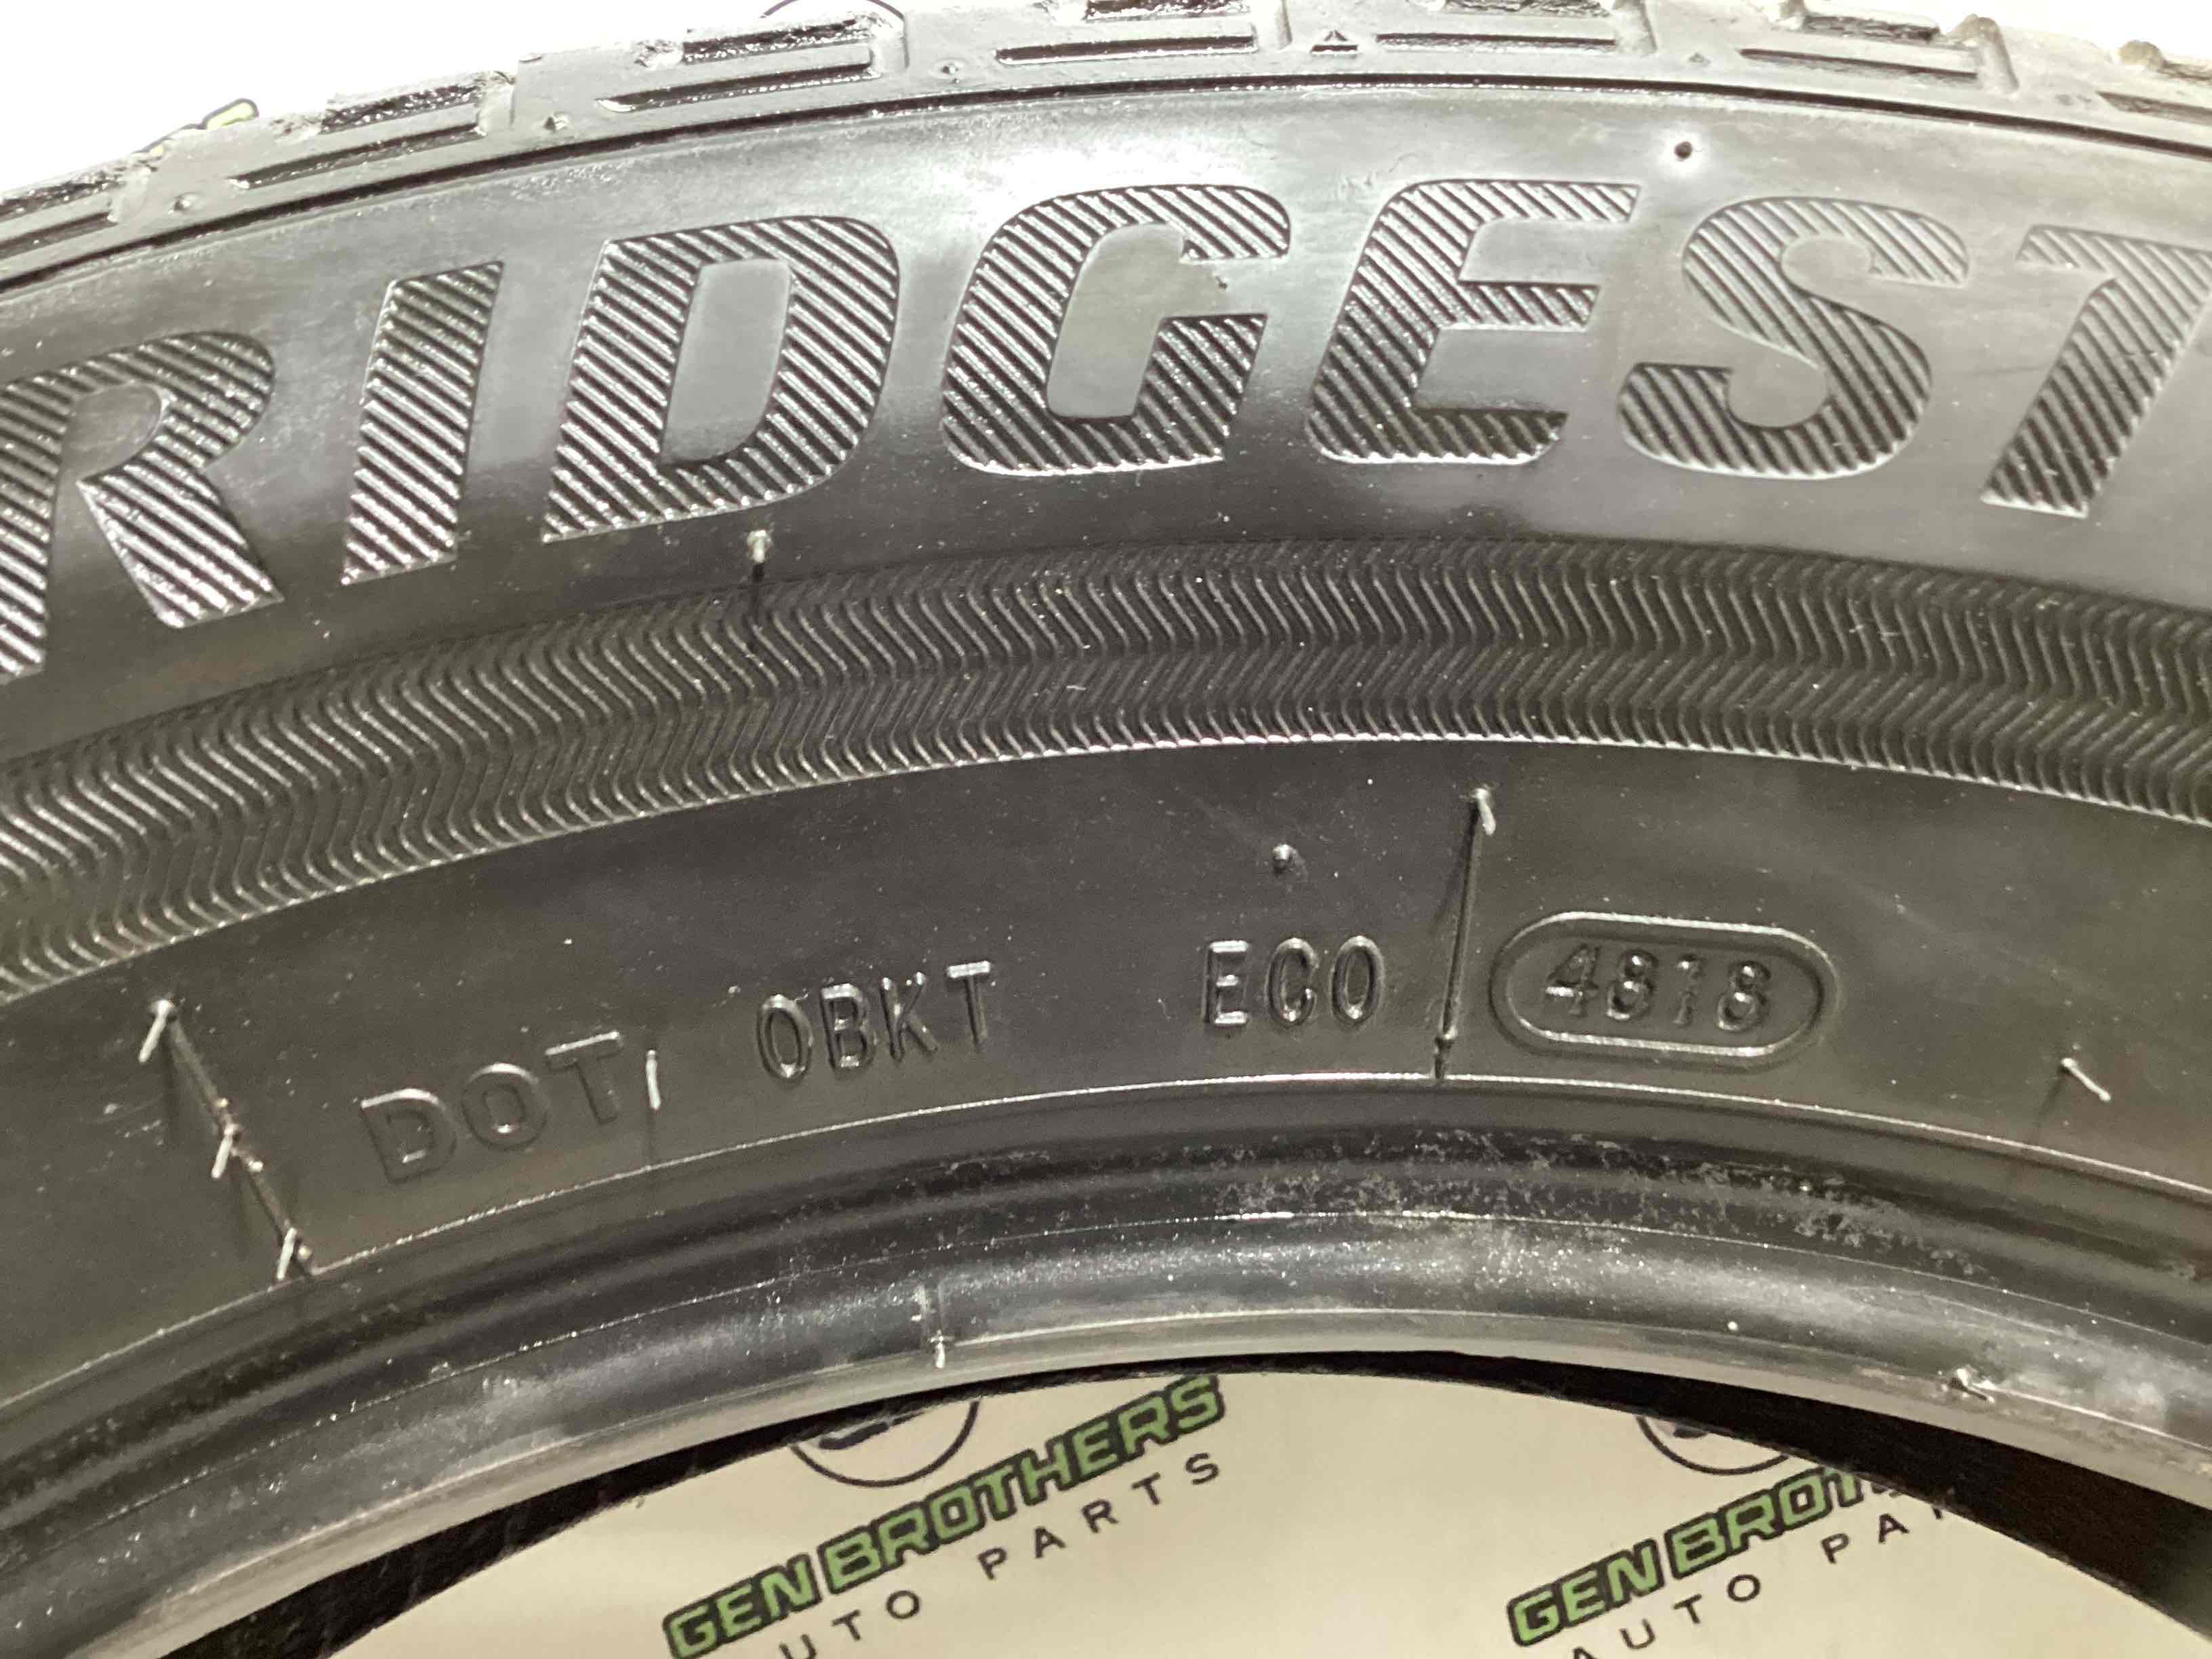 RIDGEST
DOT 0BKT ECO 4818
GEN BROTHERS
AUTO PARTS
GEN BROT
AUTO PA